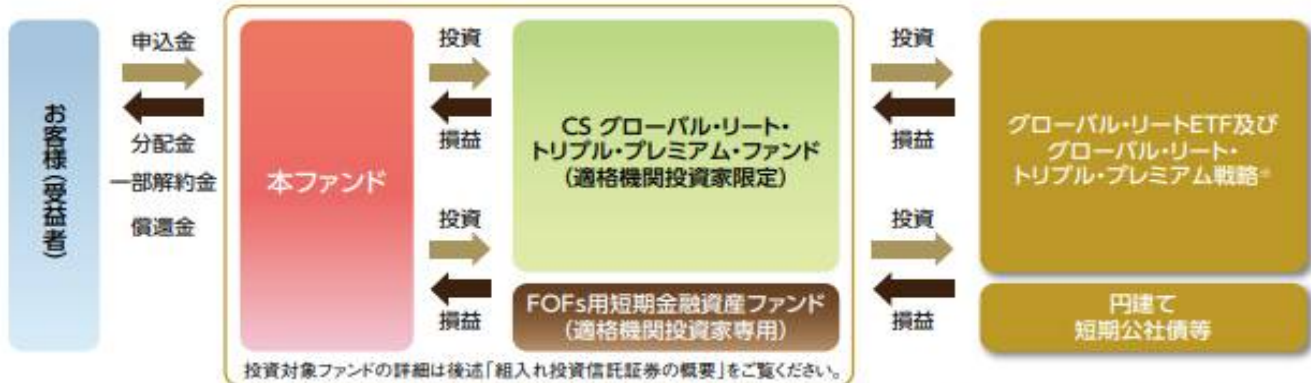 お客様(受益者)
申込金
分配金
一部解約金
償還金
本ファンド
投資
損益
投資
損益
CS グローバル・リート・
トリプル・プレミアム・ファンド
(適格機関投資家限定)
FOFs用短期金融資産ファンド
(適格機関投資家専用)
投資
損益
投資
損益
グローバル・リートETF及び
グローバル・リート・
トリプル・プレミアム戦略※
円建て
短期公社債等
投資対象ファンドの詳細は後述「組入れ投資信託証券の概要」をご覧ください。